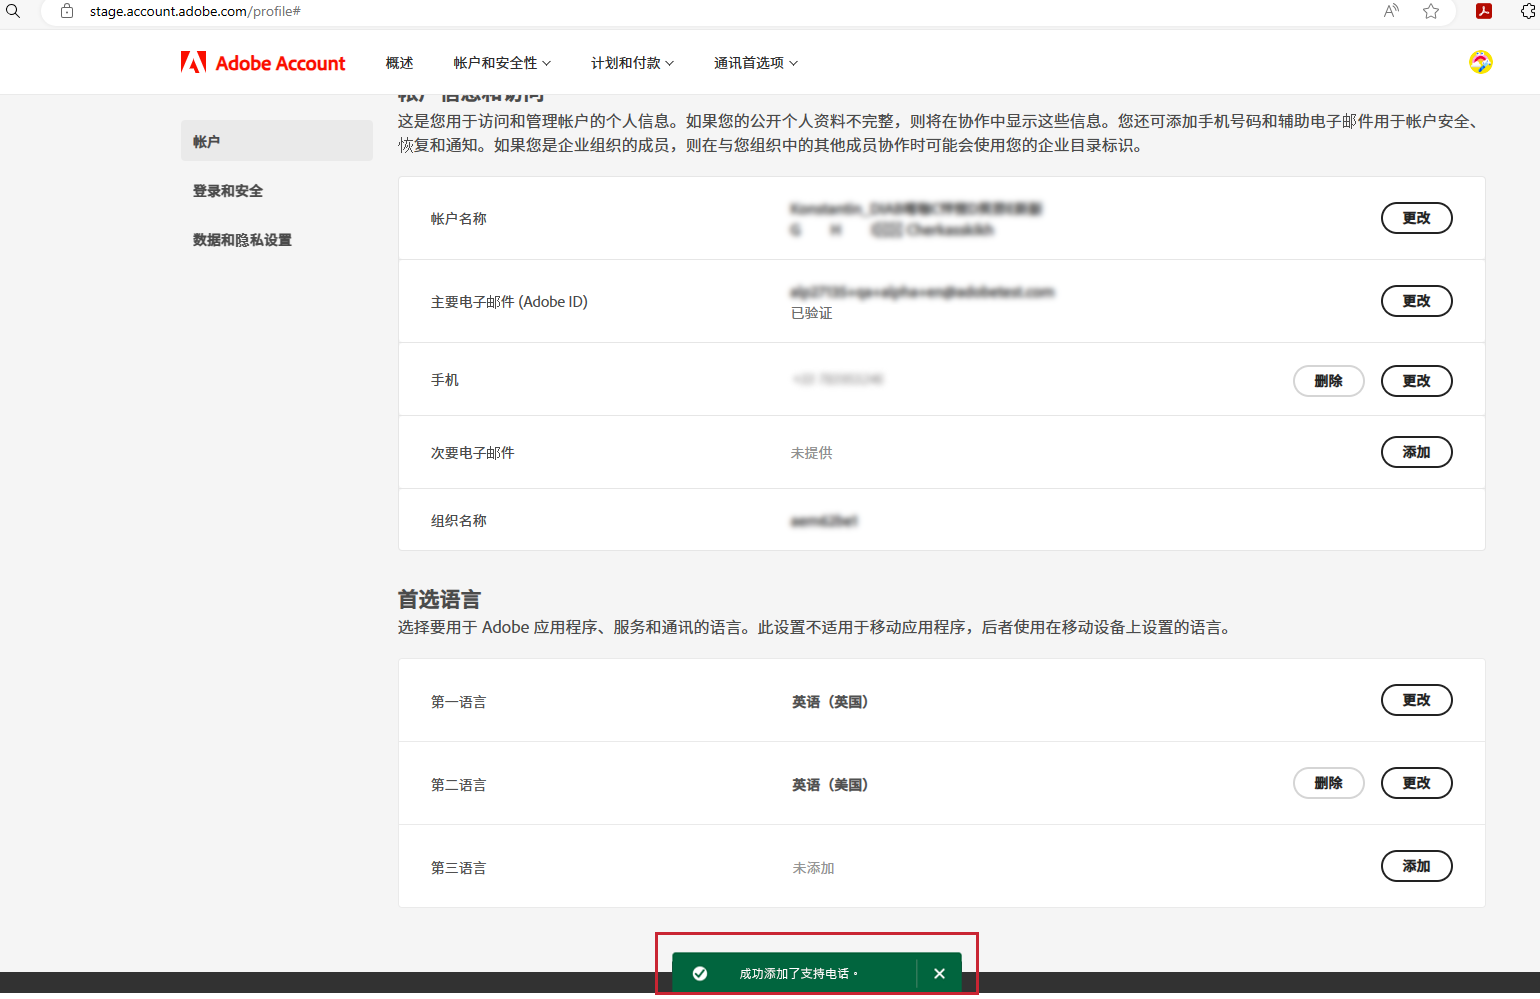 stage.account.adobe.com/profile#
Adobe Account
概述
帐户和安全性
计划和付款
通讯首选项
帐户信息和访问
这是您用于访问和管理帐户的个人信息。如果您的公开个人资料不完整，则将在协作中显示这些信息。您还可添加手机号码和辅助电子邮件用于帐户安全、
恢复和通知。如果您是企业组织的成员，则在与您组织中的其他成员协作时可能会使用您的企业目录标识。
帐户
登录和安全
数据和隐私设置
帐户名称
更改
主要电子邮件 (Adobe ID)
已验证
更改
手机
删除
更改
次要电子邮件
未提供
添加
组织名称
首选语言
选择要用于 Adobe 应用程序、服务和通讯的语言。此设置不适用于移动应用程序，后者使用在移动设备上设置的语言。
第一语言
英语（英国）
更改
第二语言
英语（美国）
删除
更改
第三语言
未添加
添加
成功添加了支持电话。